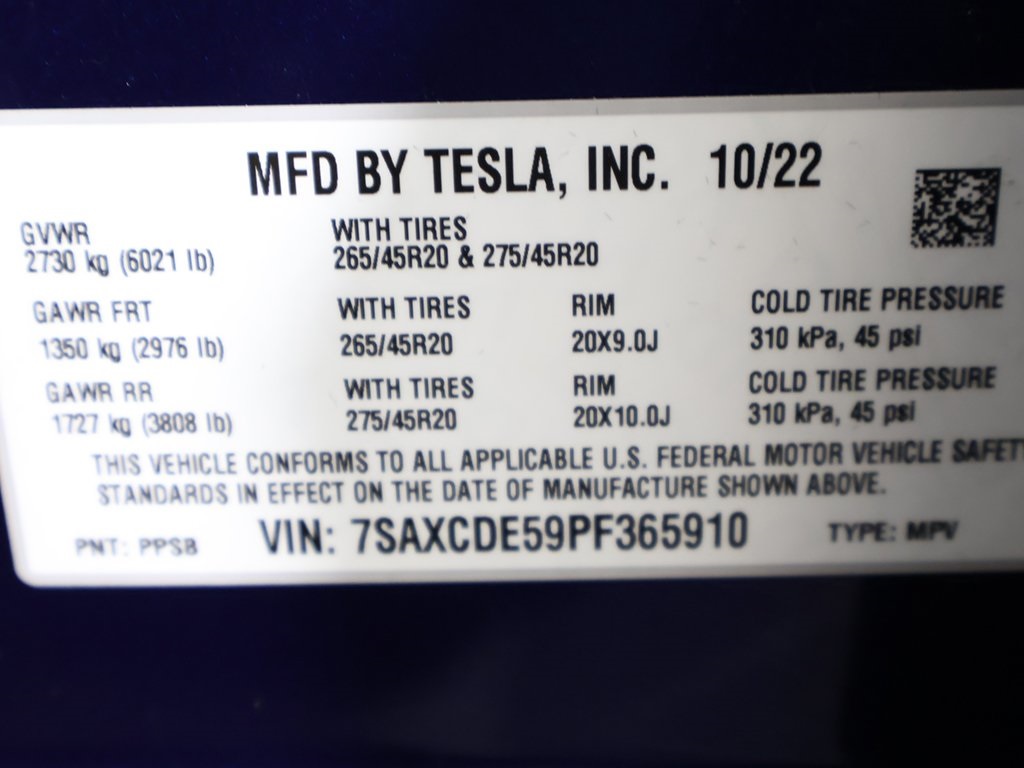 MFD BY TESLA, INC. 10/22
GVWR WITH TIRES
2730 kg (6021 lb) 265/45R20 & 275/45R20
GAWR FRT WITH TIRES RIM COLD TIRE PRESSURE
1350 kg (2976 lb) 265/45R20 20X9.0J 310 kPa, 45 psi
GAWR RR WITH TIRES RIM COLD TIRE PRESSURE
1727 kg (3808 lb) 275/45R20 20X10.0J 310 kPa, 45 psi
THIS VEHICLE CONFORMS TO ALL APPLICABLE U.S. FEDERAL MOTOR VEHICLE SAFETY
STANDARDS IN EFFECT ON THE DATE OF MANUFACTURE SHOWN ABOVE.
PNT: PPSB VIN: 7SAXCDE59PF365910 TYPE: MPV